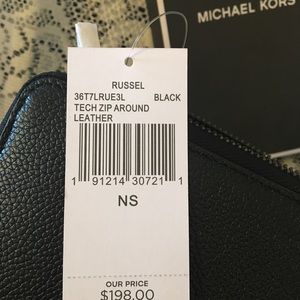 MICHAEL KORS
RUSSEL
36T7LRUE3L BLACK
TECH ZIP AROUND
LEATHER
1 91214 30721 1
NS
OUR PRICE
$198.00